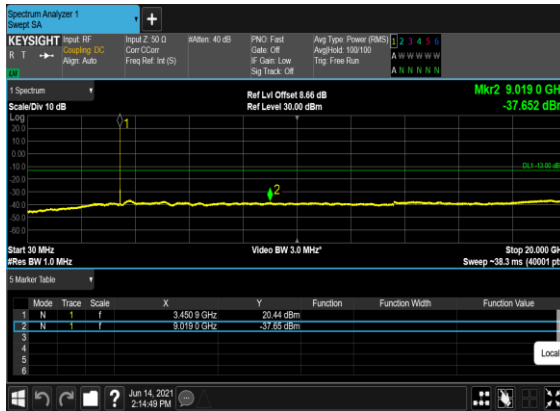 Spectrum Analyzer 1
Swept SA
KEYSIGHT
R T
Input: RF
Coupling: DC
Align: Auto
Input Z: 50 Ω
Corr CCorr
Freq Ref: Int (S)
#Atten: 40 dB
PNO: Fast
Gate: Off
IF Gain: Low
Sig Track: Off
Avg Type: Power (RMS)
Avg|Hold: 100/100
Trig: Free Run
1 2 3 4 5 6
A W W W W W
A N N N N N
1 Spectrum
Scale/Div 10 dB
Ref Lvl Offset 8.66 dB
Ref Level 30.00 dBm
Mkr2 9.019 0 GHz
-37.652 dBm
Log
20.0
10.0
0.00
-10.0
-20.0
-30.0
-40.0
-50.0
-60.0
1
2
DL1 -13.00 dB
Start 30 MHz
#Res BW 1.0 MHz
Video BW 3.0 MHz*
Stop 20.000 GH
Sweep ~38.3 ms (40001 pt
5 Marker Table
Mode Trace Scale X Y Function Function Width Function Value
1 N 1 f 3.450 9 GHz 20.44 dBm
2 N 1 f 9.019 0 GHz -37.65 dBm
3
4
5
6
Local
Jun 14, 2021
2:14:49 PM